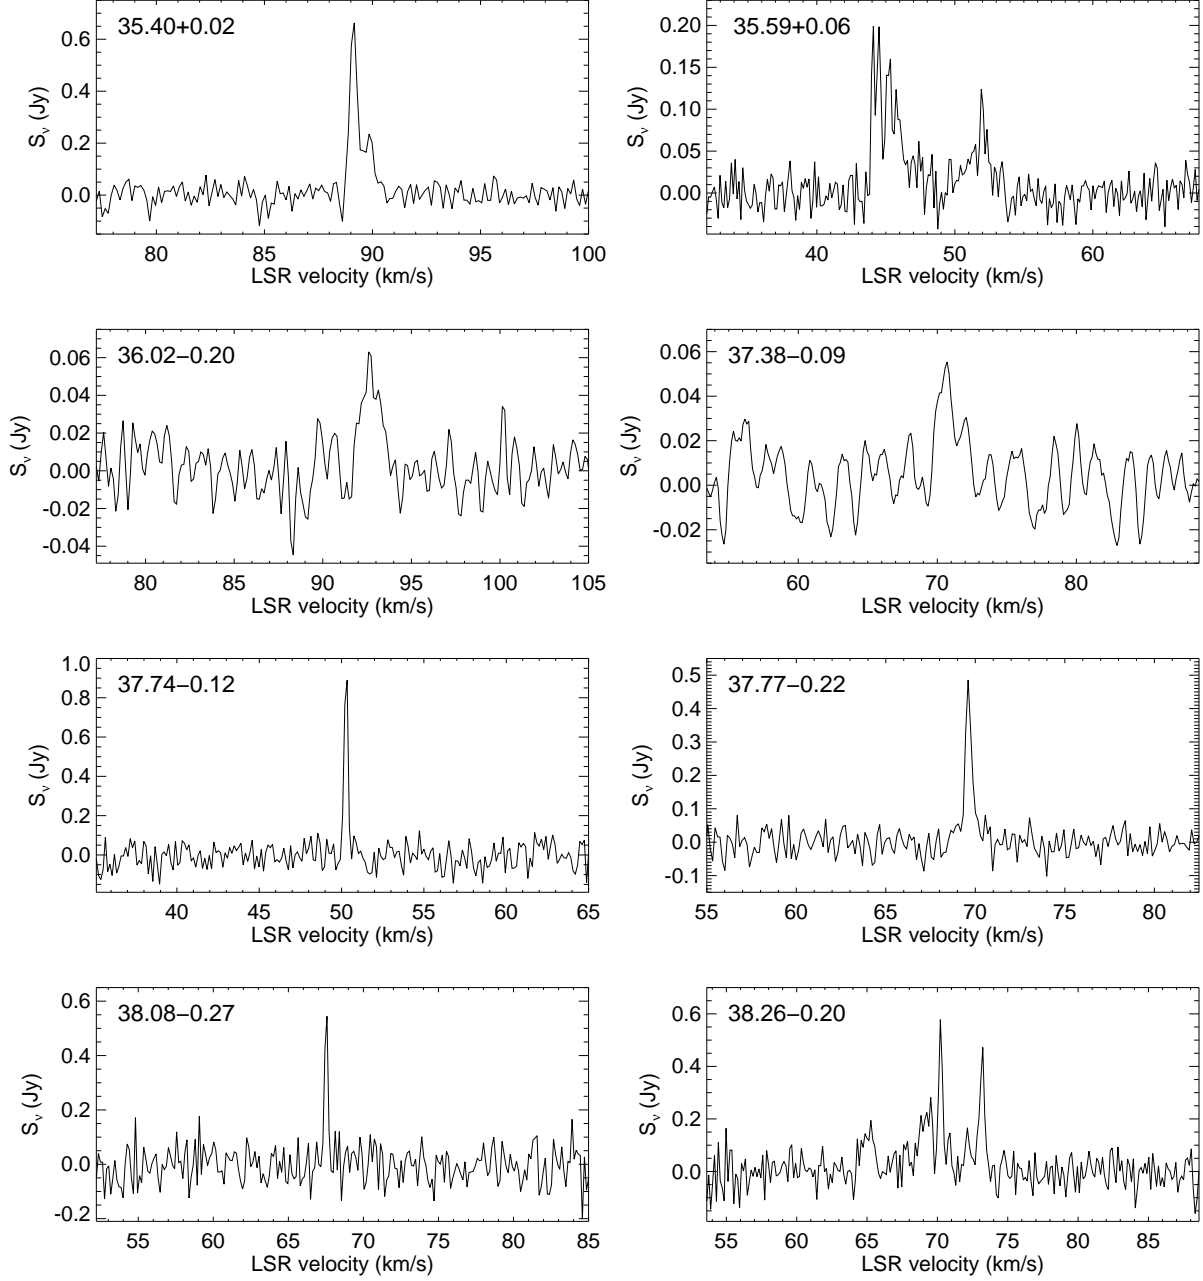 35.40+0.02
S_ν (Jy)
0.6
0.4
0.2
0.0
80 85 90 95 100
LSR velocity (km/s)
35.59+0.06
S_ν (Jy)
0.20
0.15
0.10
0.05
0.00
40 50 60
LSR velocity (km/s)
36.02−0.20
S_ν (Jy)
0.06
0.04
0.02
0.00
-0.02
-0.04
80 85 90 95 100 105
LSR velocity (km/s)
37.38−0.09
S_ν (Jy)
0.06
0.04
0.02
0.00
-0.02
60 70 80
LSR velocity (km/s)
37.74−0.12
S_ν (Jy)
1.0
0.8
0.6
0.4
0.2
0.0
40 45 50 55 60 65
LSR velocity (km/s)
37.77−0.22
S_ν (Jy)
0.5
0.4
0.3
0.2
0.1
0.0
-0.1
55 60 65 70 75 80
LSR velocity (km/s)
38.08−0.27
S_ν (Jy)
0.6
0.4
0.2
0.0
-0.2
55 60 65 70 75 80 85
LSR velocity (km/s)
38.26−0.20
S_ν (Jy)
0.6
0.4
0.2
0.0
55 60 65 70 75 80 85
LSR velocity (km/s)